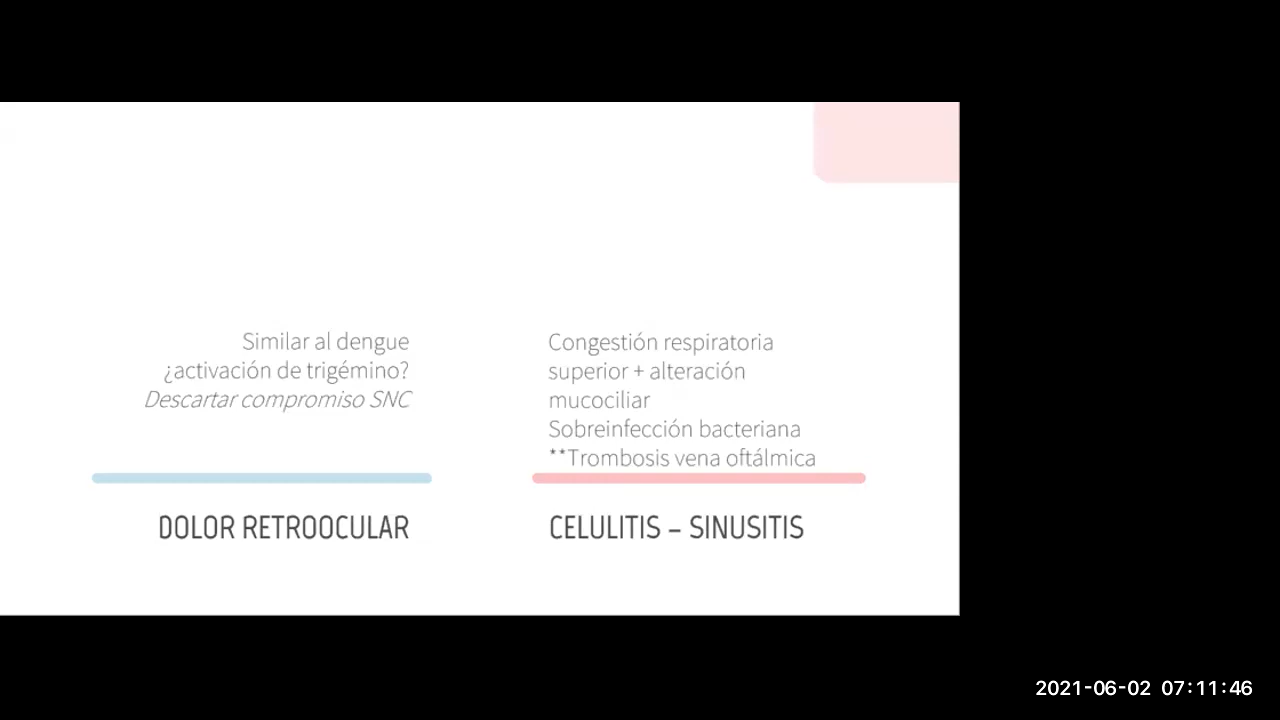 Similar al dengue
¿activación de trigémino?
Descartar compromiso SNC
DOLOR RETROOCULAR
Congestión respiratoria
superior + alteración
mucociliar
Sobreinfección bacteriana
**Trombosis vena oftálmica
CELULITIS – SINUSITIS
2021-06-02 07:11:46